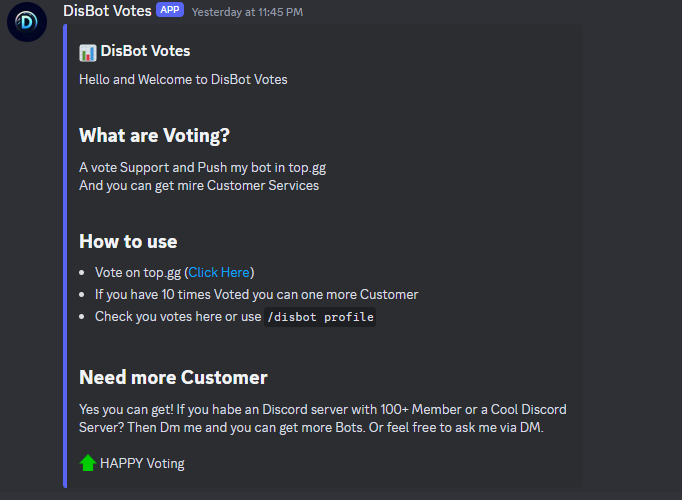 DisBot Votes APP Yesterday at 11:45 PM
DisBot Votes
Hello and Welcome to DisBot Votes
What are Voting?
A vote Support and Push my bot in top.gg
And you can get mire Customer Services
How to use
Vote on top.gg (Click Here)
If you have 10 times Voted you can one more Customer
Check you votes here or use /disbot profile
Need more Customer
Yes you can get! If you habe an Discord server with 100+ Member or a Cool Discord
Server? Then Dm me and you can get more Bots. Or feel free to ask me via DM.
HAPPY Voting